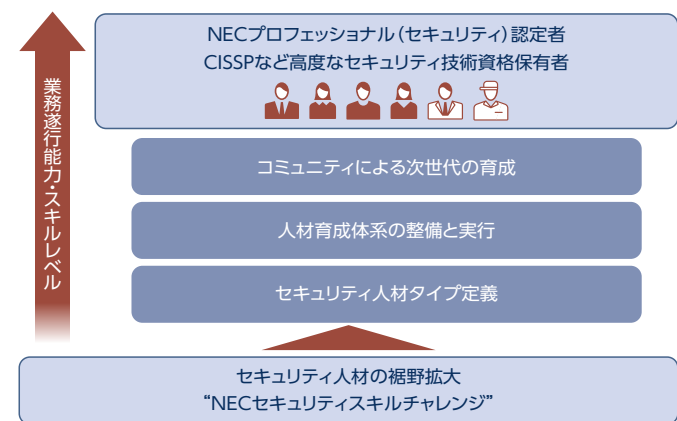 NECプロフェッショナル（セキュリティ）認定者
CISSPなど高度なセキュリティ技術資格保有者
業務遂行能力・スキルレベル
コミュニティによる次世代の育成
人材育成体系の整備と実行
セキュリティ人材タイプ定義
セキュリティ人材の裾野拡大
“NECセキュリティスキルチャレンジ”